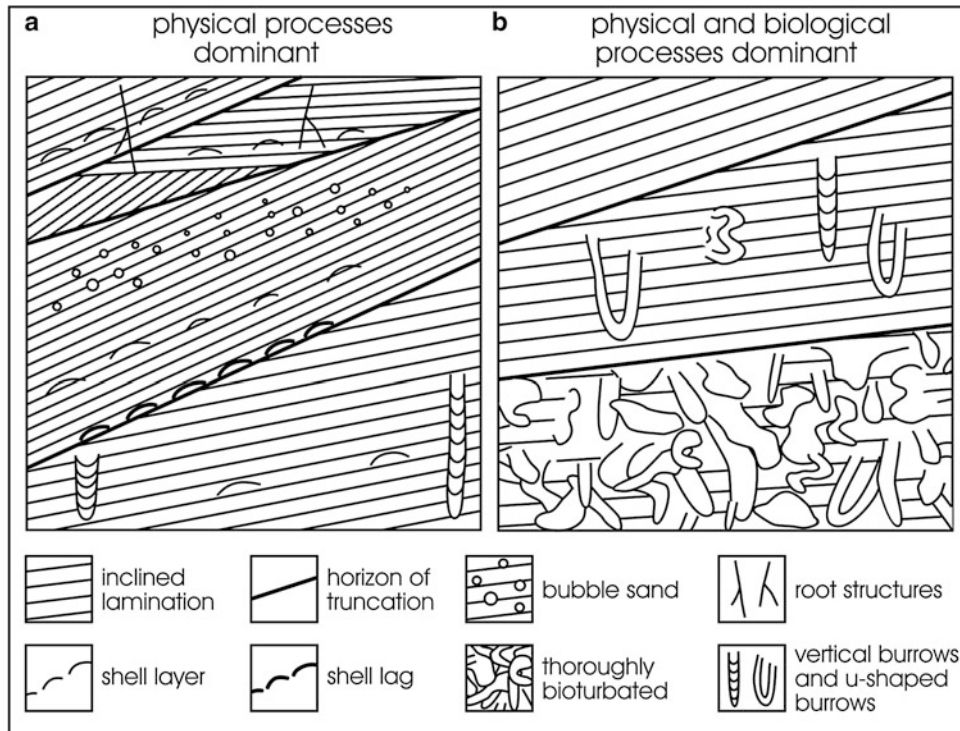 a
physical processes
dominant
b
physical and biological
processes dominant
inclined
lamination
horizon of
truncation
bubble sand
root structures
shell layer
shell lag
thoroughly
bioturbated
vertical burrows
and u-shaped
burrows